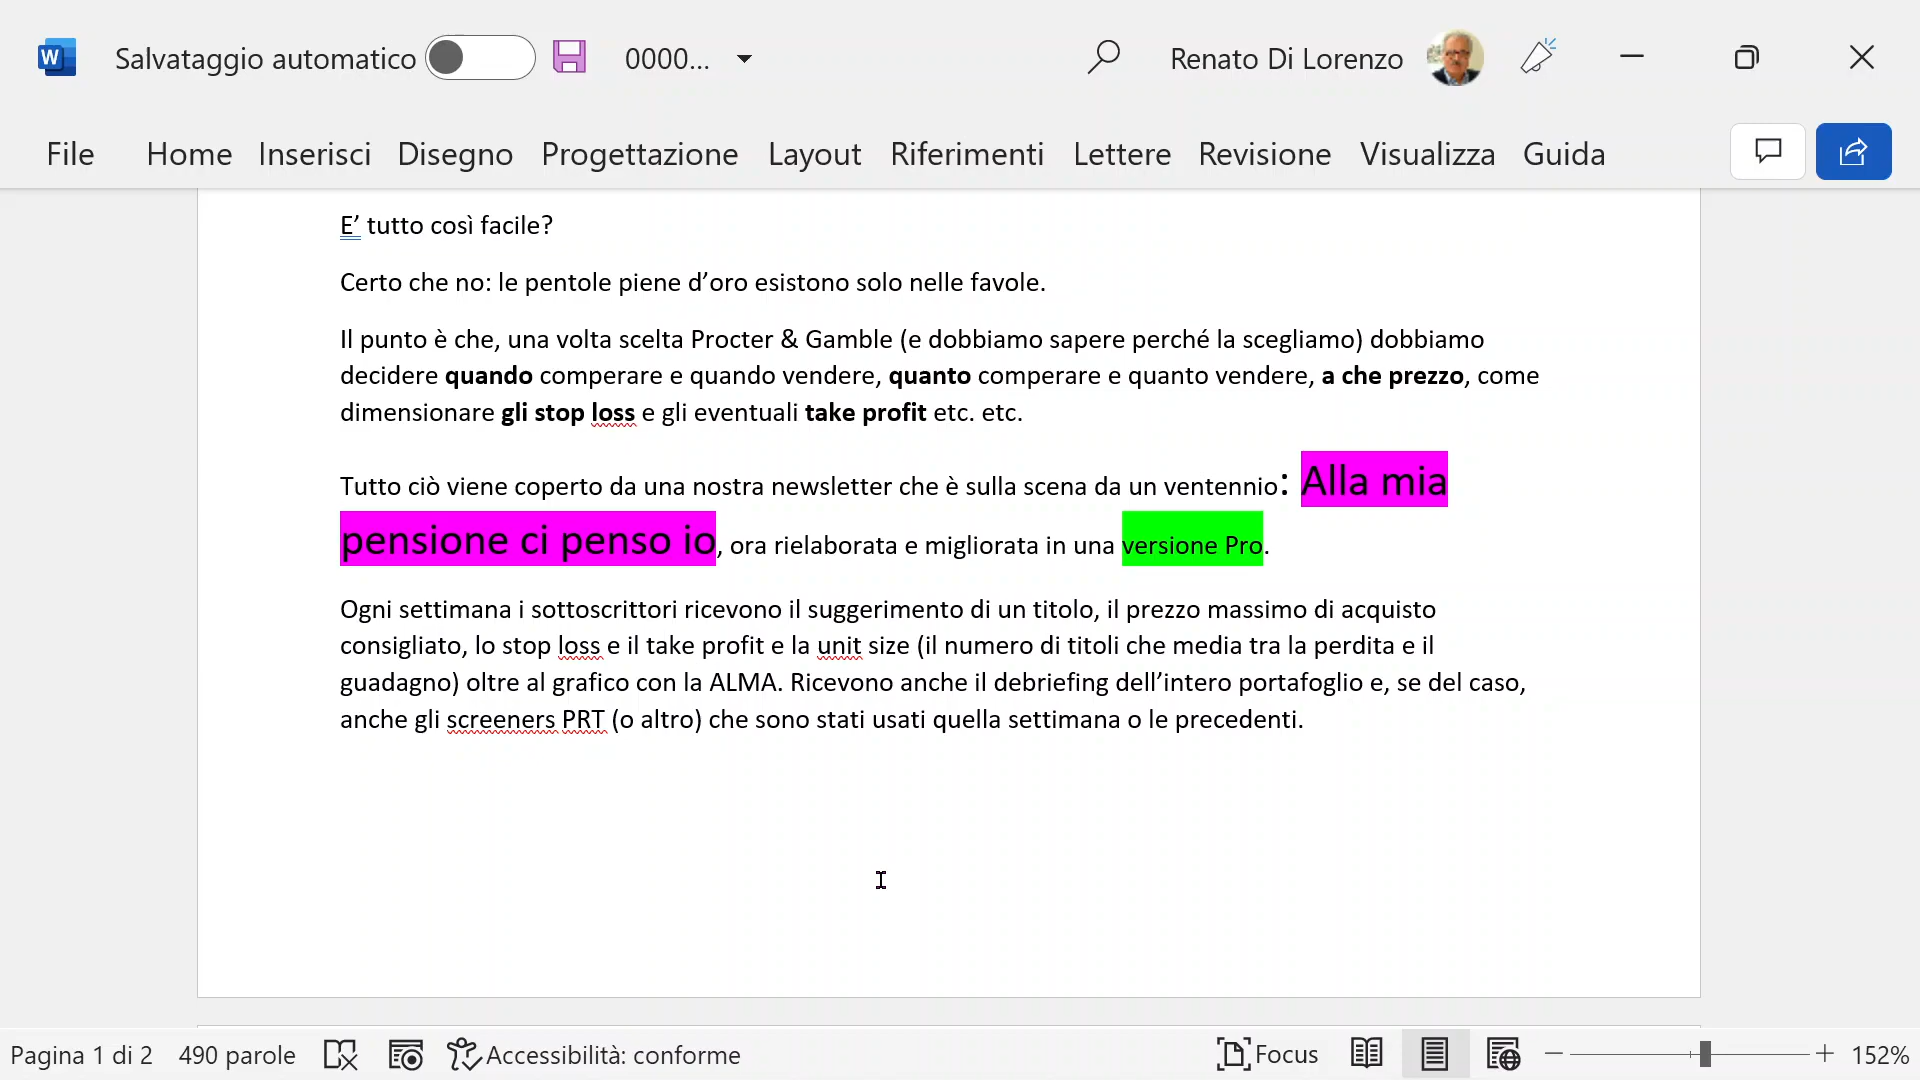 W Salvataggio automatico 0000... Renato Di Lorenzo
File Home Inserisci Disegno Progettazione Layout Riferimenti Lettere Revisione Visualizza Guida
E’ tutto così facile?
Certo che no: le pentole piene d’oro esistono solo nelle favole.
Il punto è che, una volta scelta Procter & Gamble (e dobbiamo sapere perché la scegliamo) dobbiamo
decidere quando comperare e quando vendere, quanto comperare e quanto vendere, a che prezzo, come
dimensionare gli stop loss e gli eventuali take profit etc. etc.
Tutto ciò viene coperto da una nostra newsletter che è sulla scena da un ventennio: Alla mia
pensione ci penso io, ora rielaborata e migliorata in una versione Pro.
Ogni settimana i sottoscrittori ricevono il suggerimento di un titolo, il prezzo massimo di acquisto
consigliato, lo stop loss e il take profit e la unit size (il numero di titoli che media tra la perdita e il
guadagno) oltre al grafico con la ALMA. Ricevono anche il debriefing dell’intero portafoglio e, se del caso,
anche gli screeners PRT (o altro) che sono stati usati quella settimana o le precedenti.
Pagina 1 di 2 490 parole Accessibilità: conforme Focus 152%